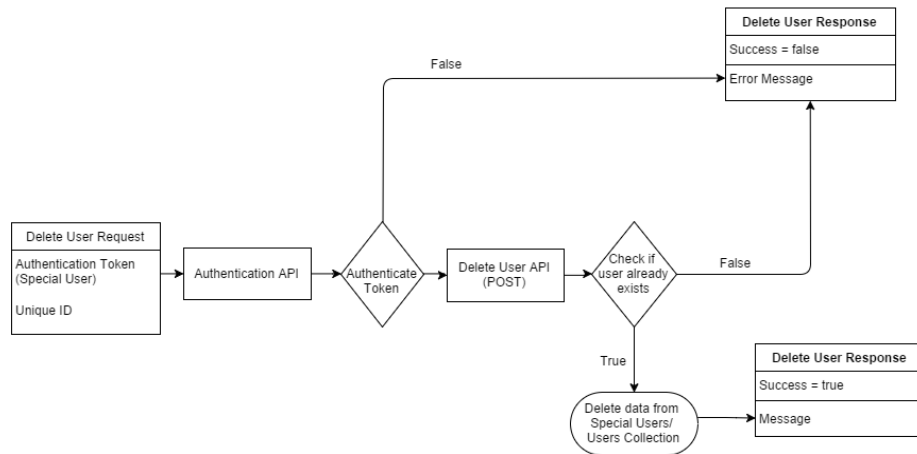 Delete User Response
Success = false
Error Message
False
Delete User Request
Authentication Token
(Special User)
Unique ID
Authentication API
Authenticate
Token
Delete User API
(POST)
Check if
user already
exists
False
True
Delete data from
Special Users/
Users Collection
Delete User Response
Success = true
Message